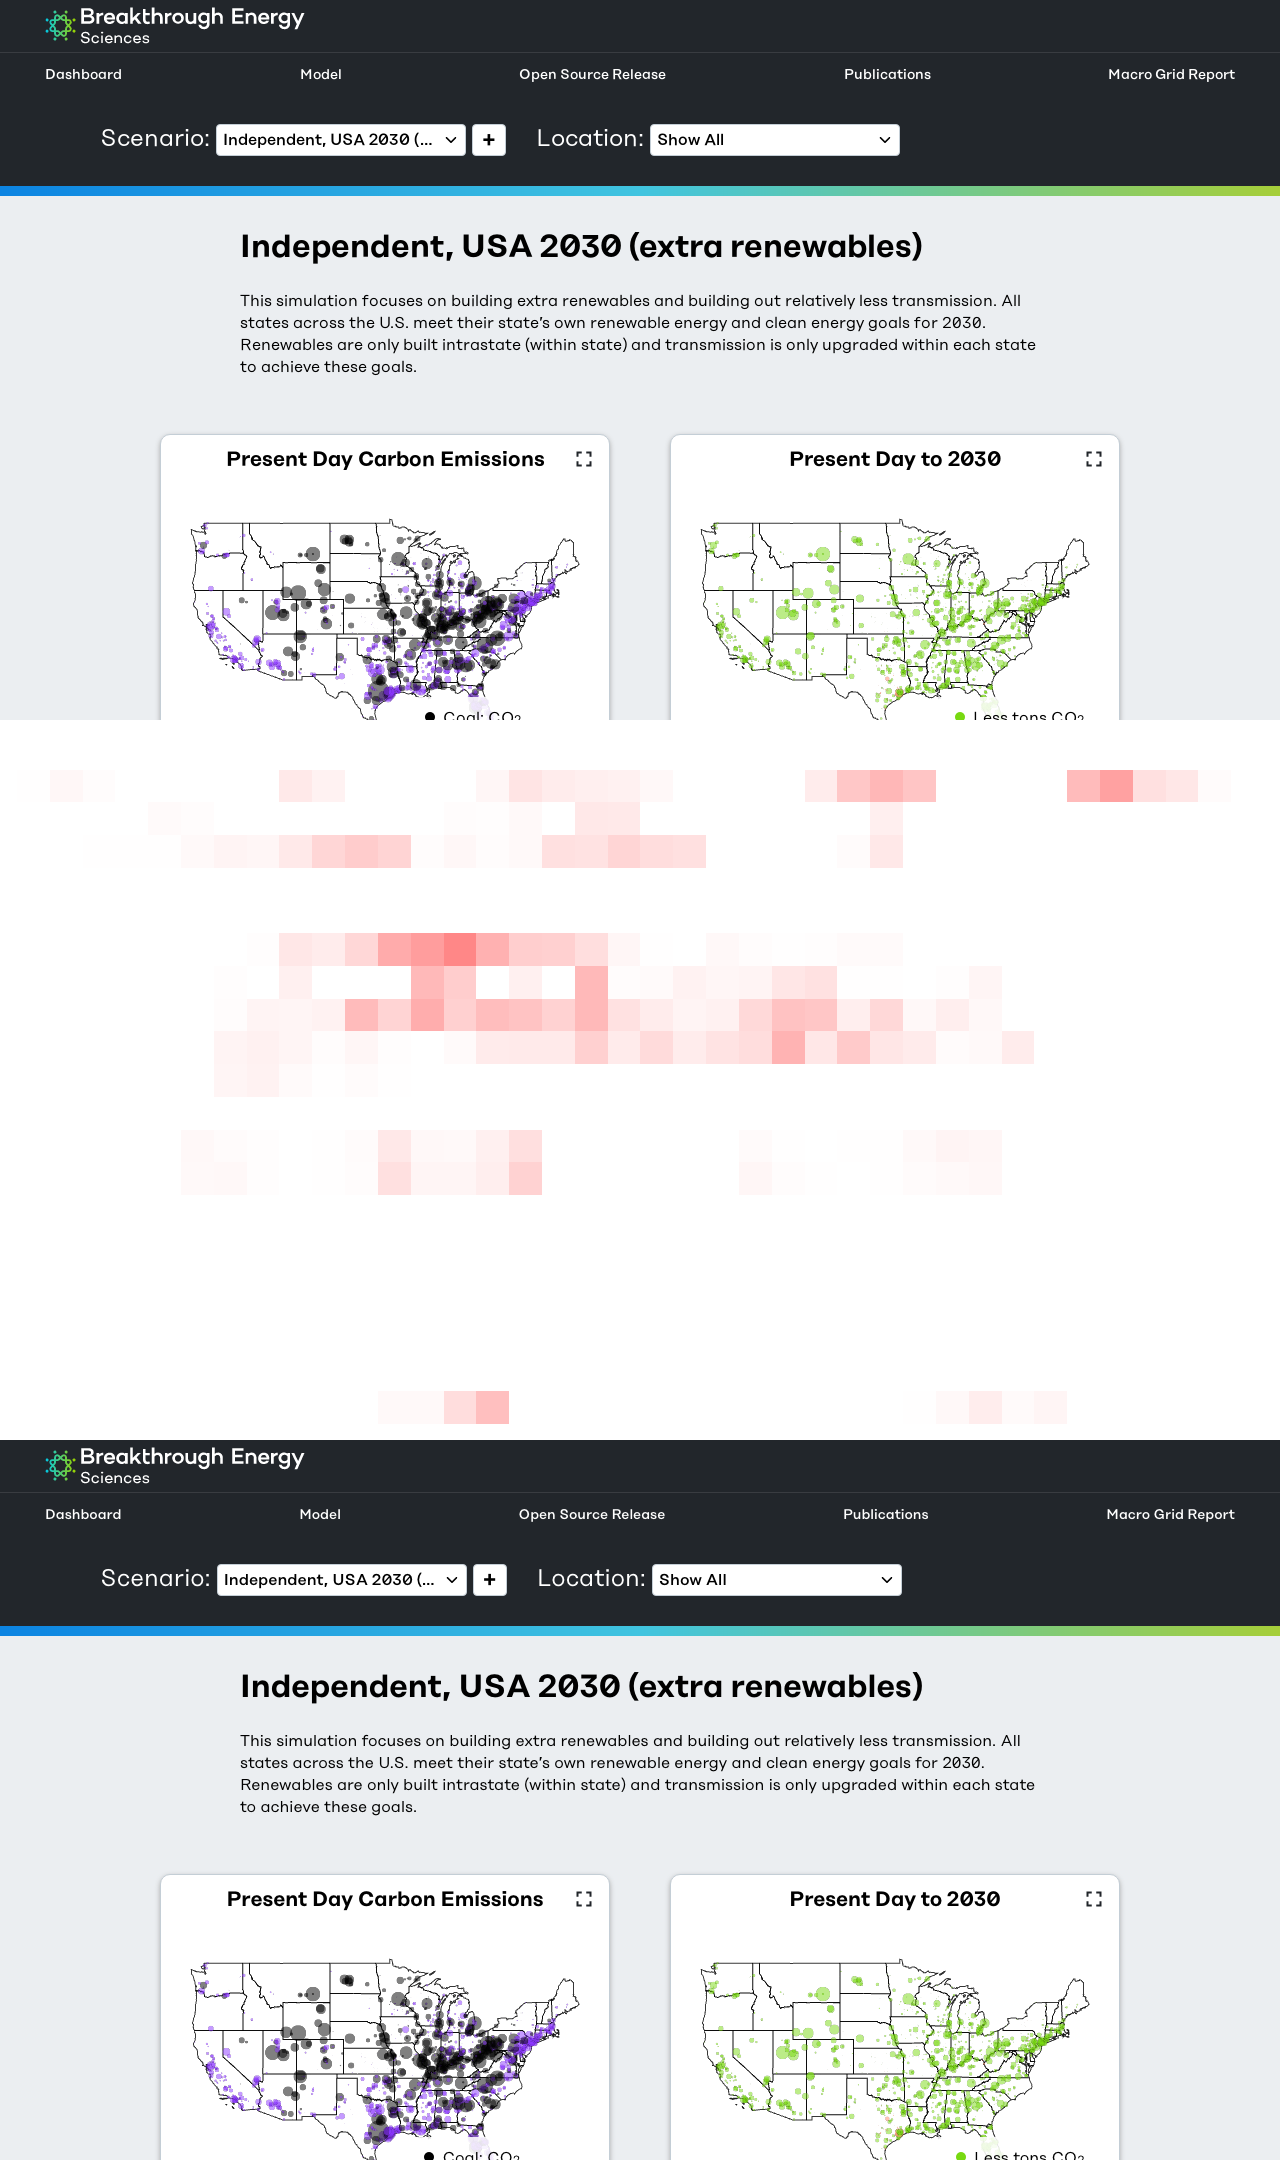 Breakthrough Energy
Sciences
Dashboard Model Open Source Release Publications Macro Grid Report
Scenario: Independent, USA 2030 (... + Location: Show All
Independent, USA 2030 (extra renewables)
This simulation focuses on building extra renewables and building out relatively less transmission. All
states across the U.S. meet their state’s own renewable energy and clean energy goals for 2030.
Renewables are only built intrastate (within state) and transmission is only upgraded within each state
to achieve these goals.
Present Day Carbon Emissions
Present Day to 2030
Coal: CO₂
Less tons CO₂
Breakthrough Energy
Sciences
Dashboard Model Open Source Release Publications Macro Grid Report
Scenario: Independent, USA 2030 (... + Location: Show All
Independent, USA 2030 (extra renewables)
This simulation focuses on building extra renewables and building out relatively less transmission. All
states across the U.S. meet their state’s own renewable energy and clean energy goals for 2030.
Renewables are only built intrastate (within state) and transmission is only upgraded within each state
to achieve these goals.
Present Day Carbon Emissions
Present Day to 2030
Coal: CO₂
Less tons CO₂